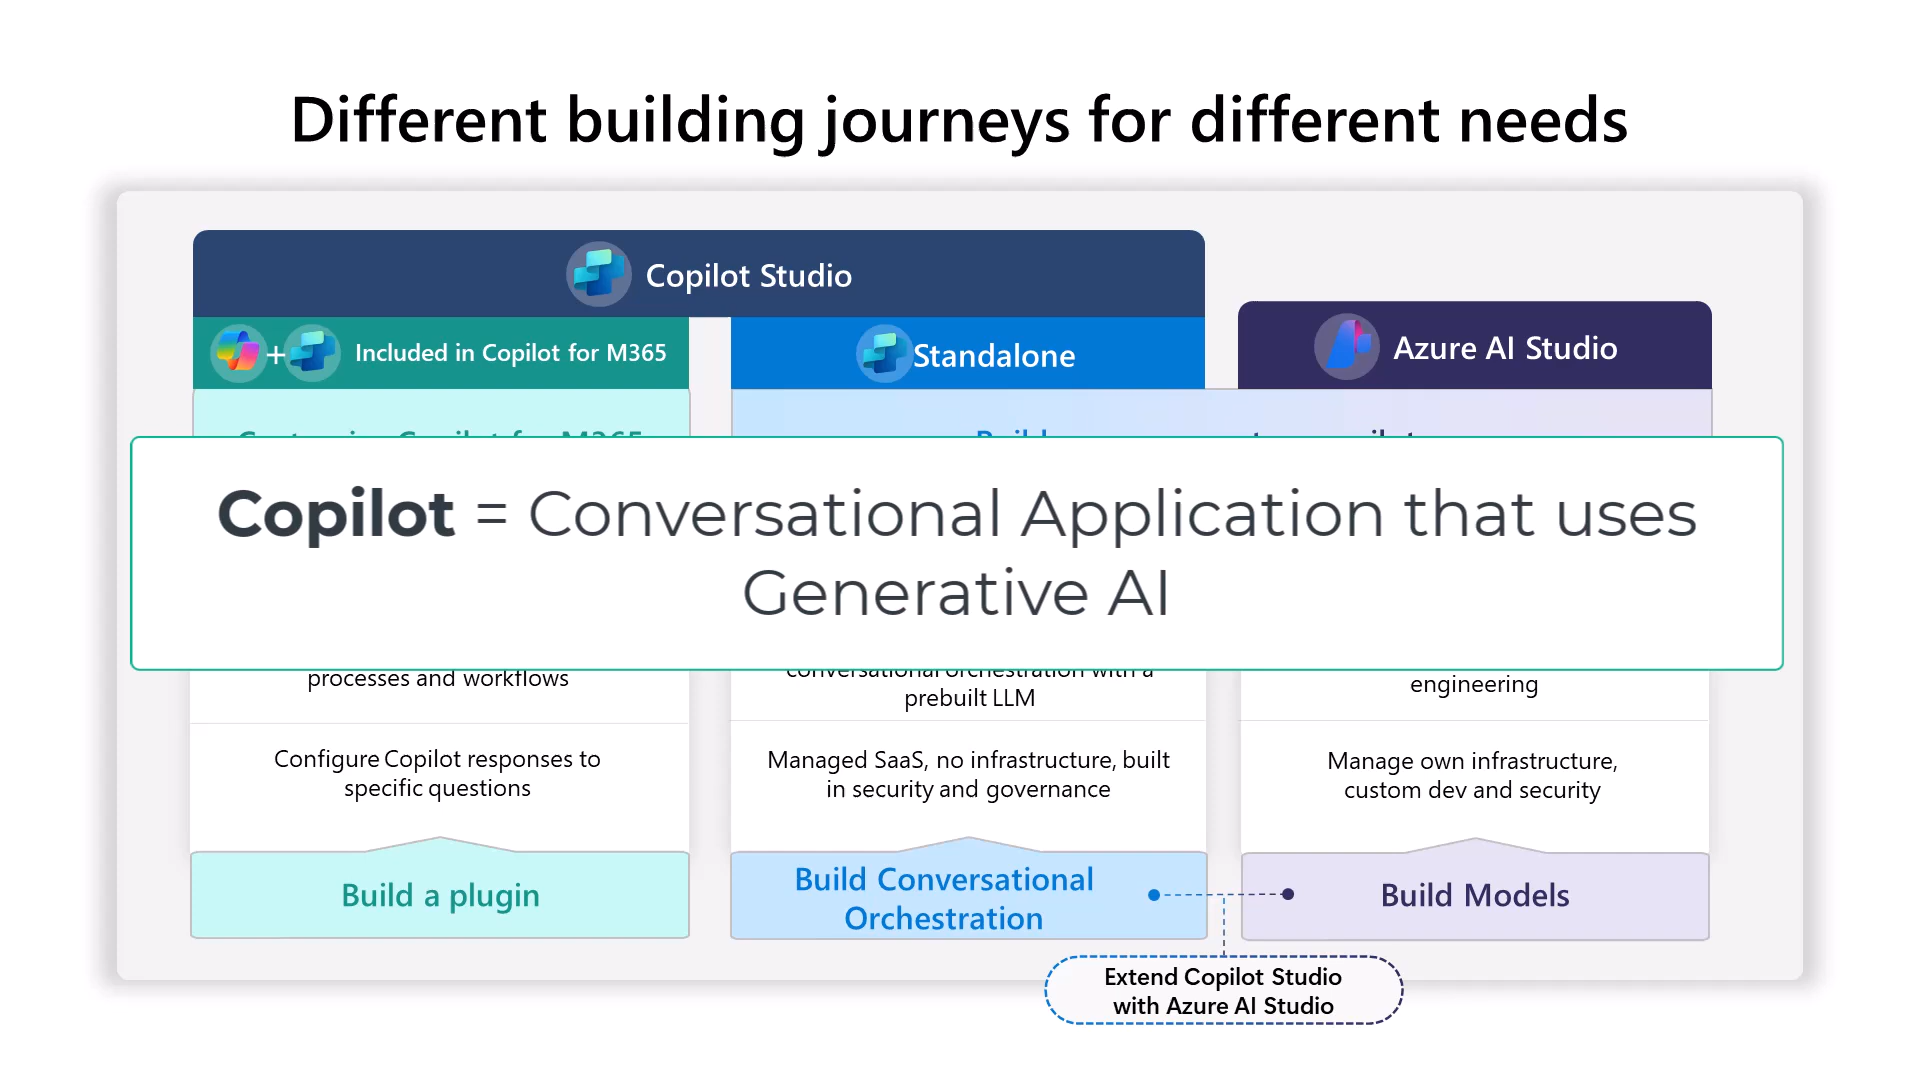 Different building journeys for different needs
Copilot Studio
+ Included in Copilot for M365
Standalone
Azure AI Studio
Copilot = Conversational Application that uses
Generative AI
processes and workflows
conversational orchestration with a
prebuilt LLM
engineering
Configure Copilot responses to
specific questions
Managed SaaS, no infrastructure, built
in security and governance
Manage own infrastructure,
custom dev and security
Build a plugin
Build Conversational
Orchestration
Build Models
Extend Copilot Studio
with Azure AI Studio